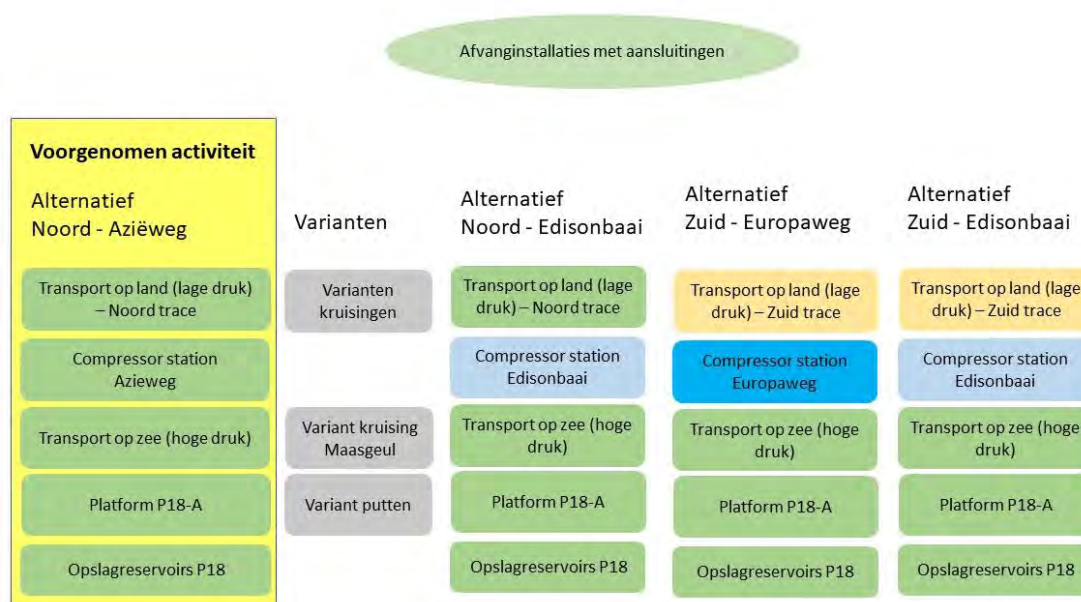 Afvanginstallaties met aansluitingen
Voorgenomen activiteit
Alternatief
Noord - Aziëweg
Varianten
Alternatief
Noord - Edisonbaai
Alternatief
Zuid - Europaweg
Alternatief
Zuid - Edisonbaai
Transport op land (lage druk)
– Noord trace
Varianten
kruisingen
Transport op land (lage
druk) – Noord trace
Transport op land (lage
druk) – Zuid trace
Transport op land (lage
druk) – Zuid trace
Compressor station
Azieweg
Compressor station
Edisonbaai
Compressor station
Europaweg
Compressor station
Edisonbaai
Transport op zee (hoge druk)
Variant kruising
Maasgeul
Transport op zee (hoge
druk)
Transport op zee (hoge
druk)
Transport op zee (hoge
druk)
Platform P18-A
Variant putten
Platform P18-A
Platform P18-A
Platform P18-A
Opslagreservoirs P18
Opslagreservoirs P18
Opslagreservoirs P18
Opslagreservoirs P18